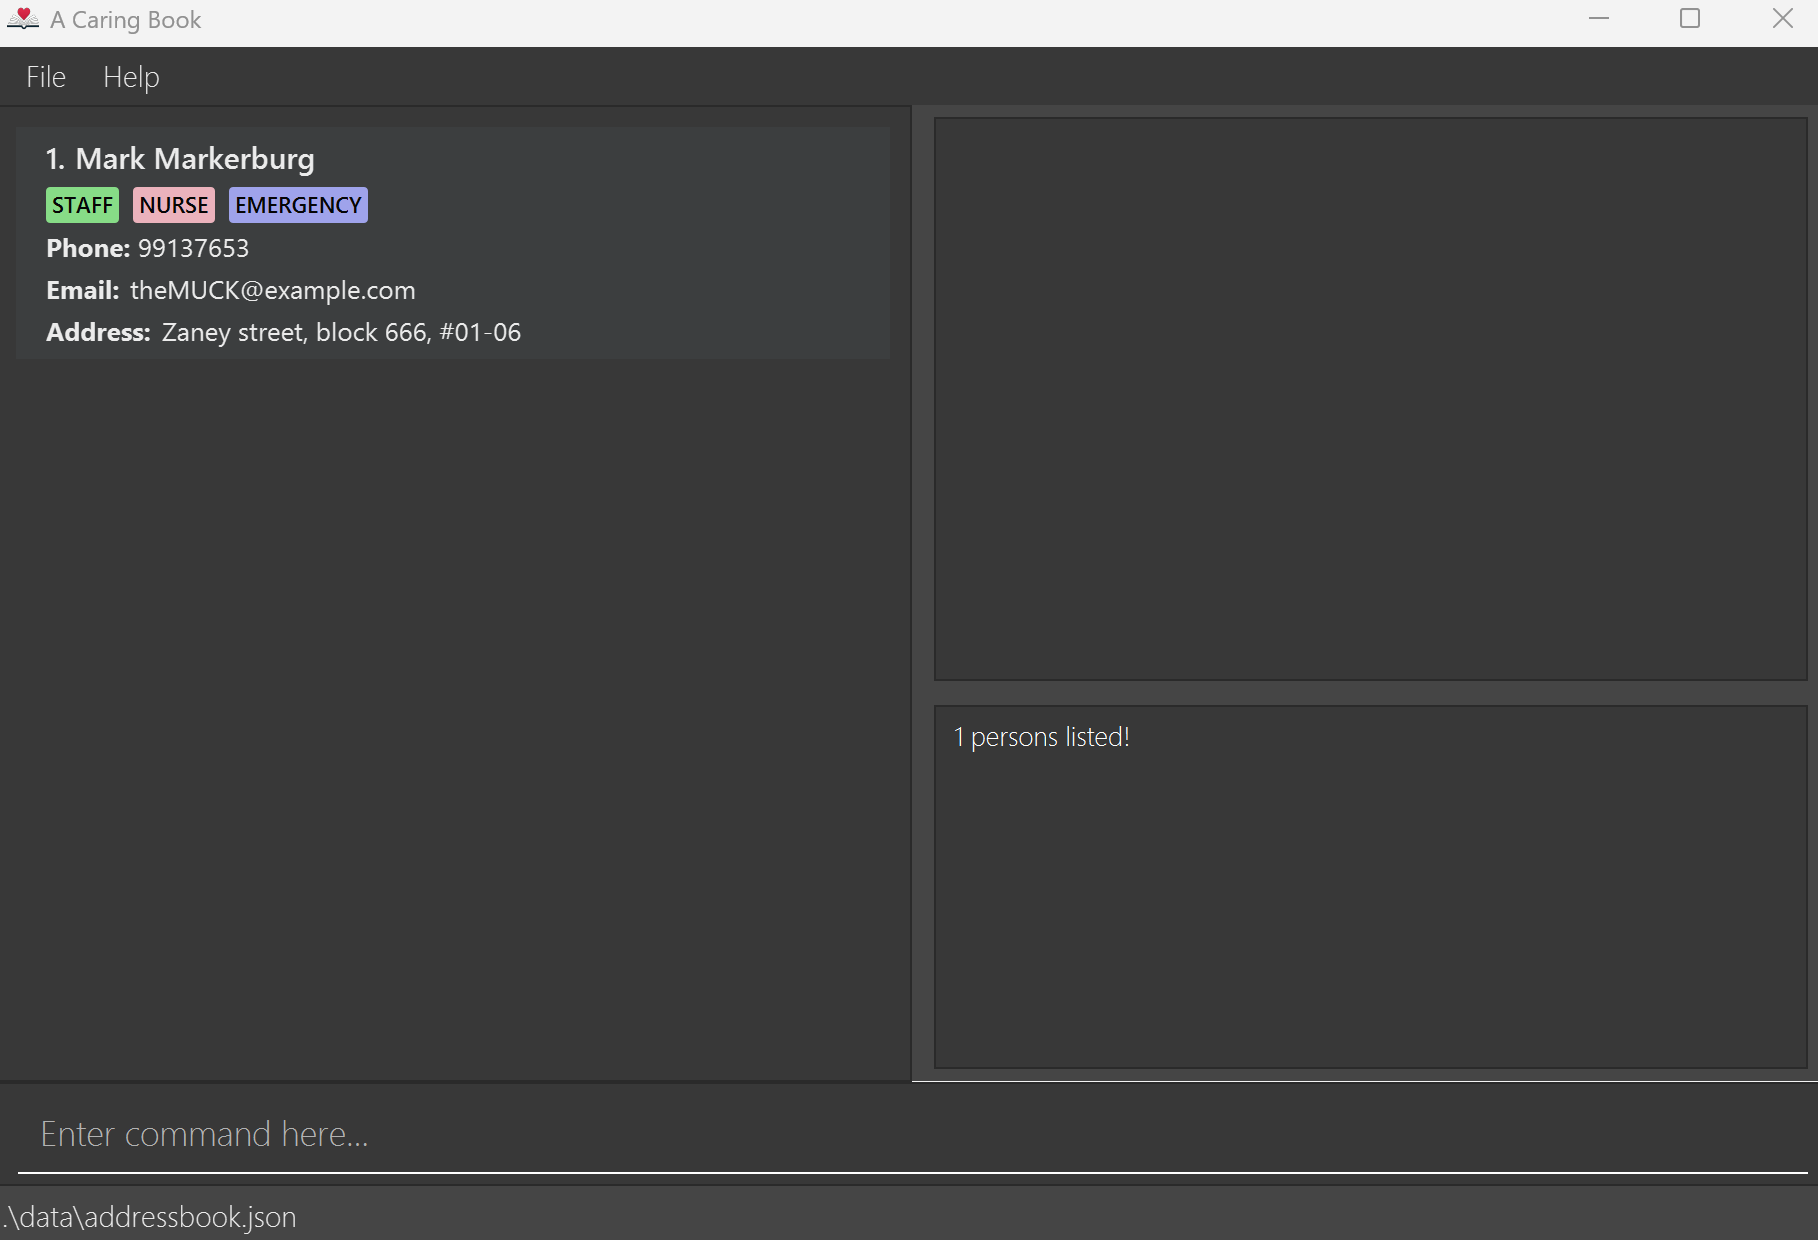 A Caring Book
File Help
1. Mark Markerburg
STAFF NURSE EMERGENCY
Phone: 99137653
Email: theMUCK@example.com
Address: Zaney street, block 666, #01-06
1 persons listed!
Enter command here...
.\data\addressbook.json